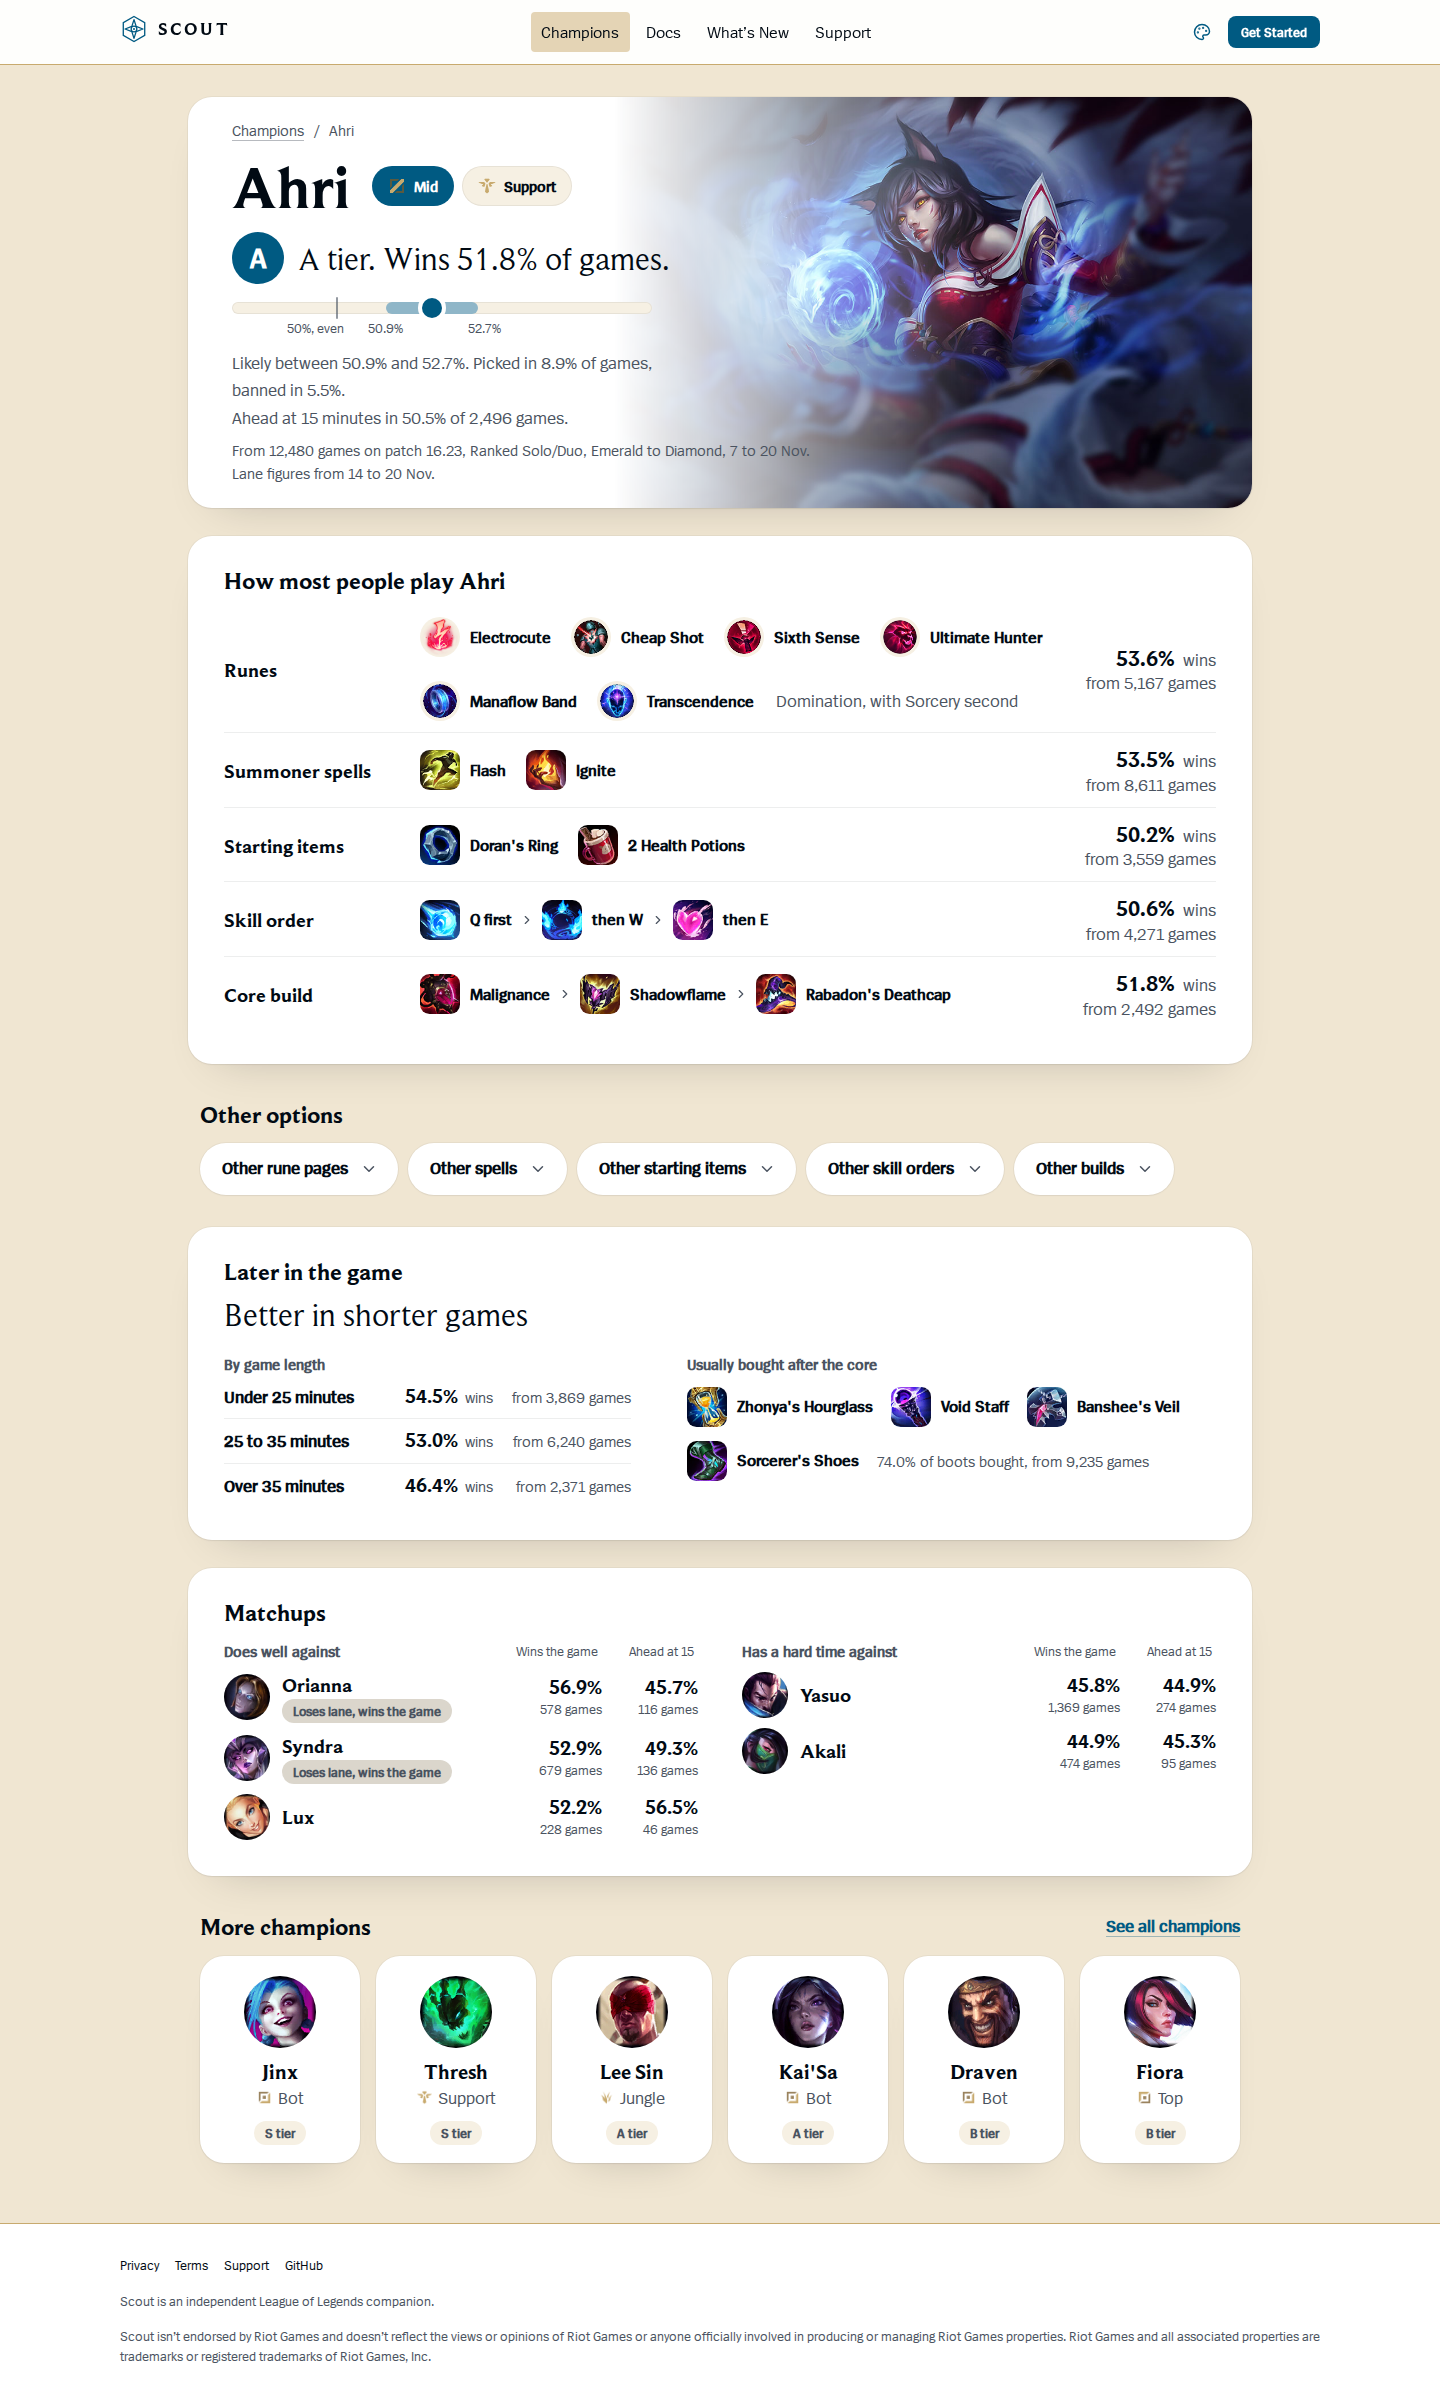 SCOUT
Champions
Docs
What's New
Support
Get Started
Champions / Ahri
Ahri
Mid
Support
A
A tier. Wins 51.8% of games.
50%, even
50.9%
52.7%
Likely between 50.9% and 52.7%. Picked in 8.9% of games,
banned in 5.5%.
Ahead at 15 minutes in 50.5% of 2,496 games.
From 12,480 games on patch 16.23, Ranked Solo/Duo, Emerald to Diamond, 7 to 20 Nov.
Lane figures from 14 to 20 Nov.
How most people play Ahri
Runes
Electrocute
Cheap Shot
Sixth Sense
Ultimate Hunter
Manaflow Band
Transcendence
Domination, with Sorcery second
53.6% wins
from 5,167 games
Summoner spells
Flash
Ignite
53.5% wins
from 8,611 games
Starting items
Doran's Ring
2 Health Potions
50.2% wins
from 3,559 games
Skill order
Q first
then W
then E
50.6% wins
from 4,271 games
Core build
Malignance
Shadowflame
Rabadon's Deathcap
51.8% wins
from 2,492 games
Other options
Other rune pages
Other spells
Other starting items
Other skill orders
Other builds
Later in the game
Better in shorter games
By game length
Under 25 minutes 54.5% wins from 3,869 games
25 to 35 minutes 53.0% wins from 6,240 games
Over 35 minutes 46.4% wins from 2,371 games
Usually bought after the core
Zhonya's Hourglass
Void Staff
Banshee's Veil
Sorcerer's Shoes
74.0% of boots bought, from 9,235 games
Matchups
Does well against
Wins the game
Ahead at 15
Orianna
Loses lane, wins the game
56.9%
578 games
45.7%
116 games
Syndra
Loses lane, wins the game
52.9%
679 games
49.3%
136 games
Lux
52.2%
228 games
56.5%
46 games
Has a hard time against
Wins the game
Ahead at 15
Yasuo
45.8%
1,369 games
44.9%
274 games
Akali
44.9%
474 games
45.3%
95 games
More champions
See all champions
Jinx
Bot
S tier
Thresh
Support
S tier
Lee Sin
Jungle
A tier
Kai'Sa
Bot
A tier
Draven
Bot
B tier
Fiora
Top
B tier
Privacy
Terms
Support
GitHub
Scout is an independent League of Legends companion.
Scout isn't endorsed by Riot Games and doesn't reflect the views or opinions of Riot Games or anyone officially involved in producing or managing Riot Games properties. Riot Games and all associated properties are
trademarks or registered trademarks of Riot Games, Inc.